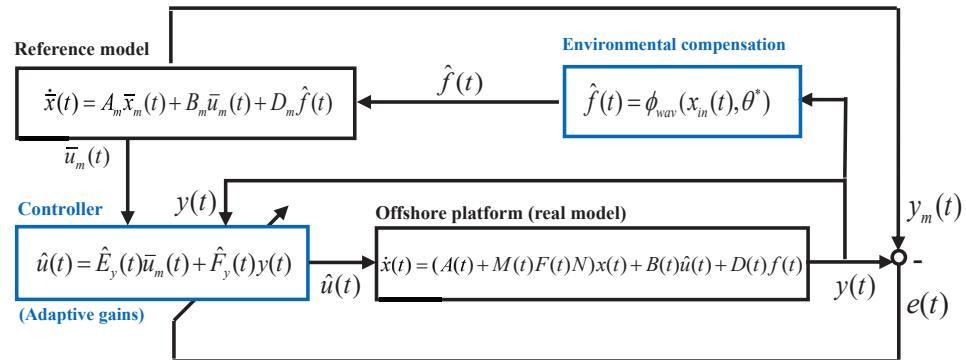 Reference model
Environmental compensation
ẋ̄(t) = A_m x̄_m(t) + B_m ū_m(t) + D_m f̂(t)
f̂(t)
f̂(t) = ϕ_wav(x_in(t), θ*)
ū_m(t)
y(t)
y_m(t)
Controller
Offshore platform (real model)
û(t) = Ê_y(t)ū_m(t) + F̂_y(t)y(t)
û(t)
ẋ(t) = (A(t) + M(t)F(t)N)x(t) + B(t)û(t) + D(t)f(t)
y(t)
-
e(t)
(Adaptive gains)